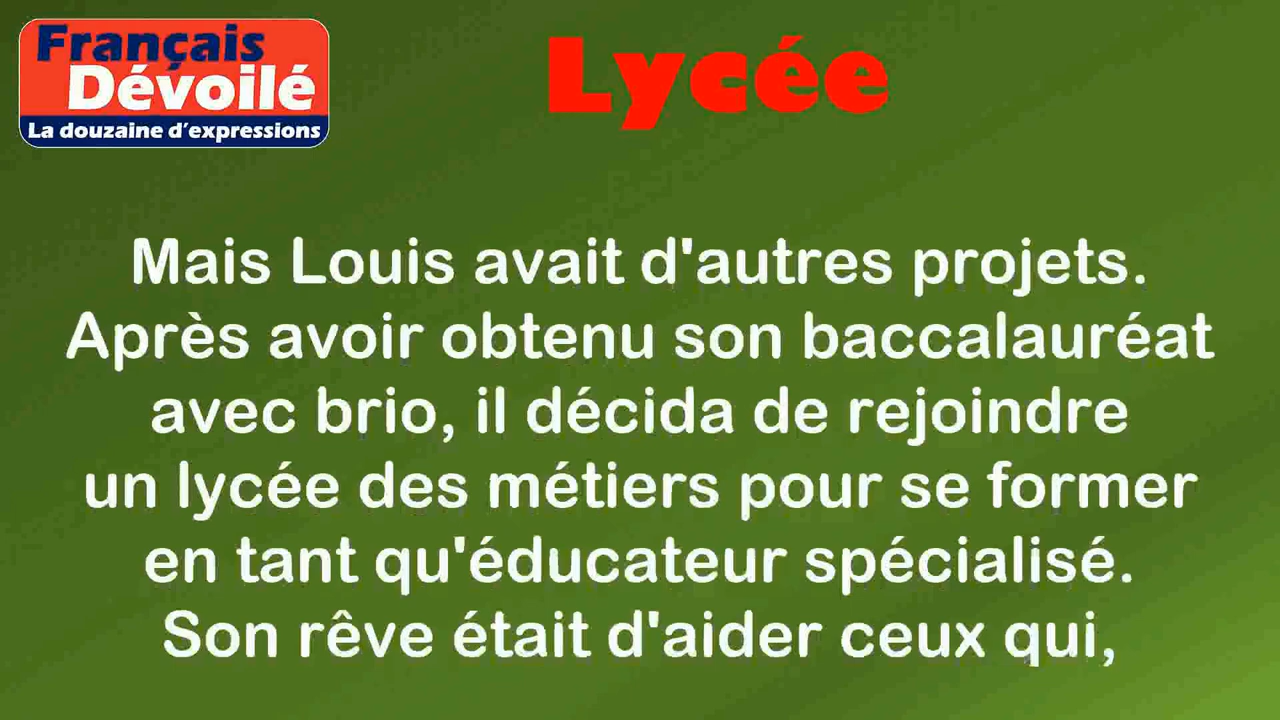 Français
Dévoilé
La douzaine d'expressions
Lycée
Mais Louis avait d'autres projets.
Après avoir obtenu son baccalauréat
avec brio, il décida de rejoindre
un lycée des métiers pour se former
en tant qu'éducateur spécialisé.
Son rêve était d'aider ceux qui,